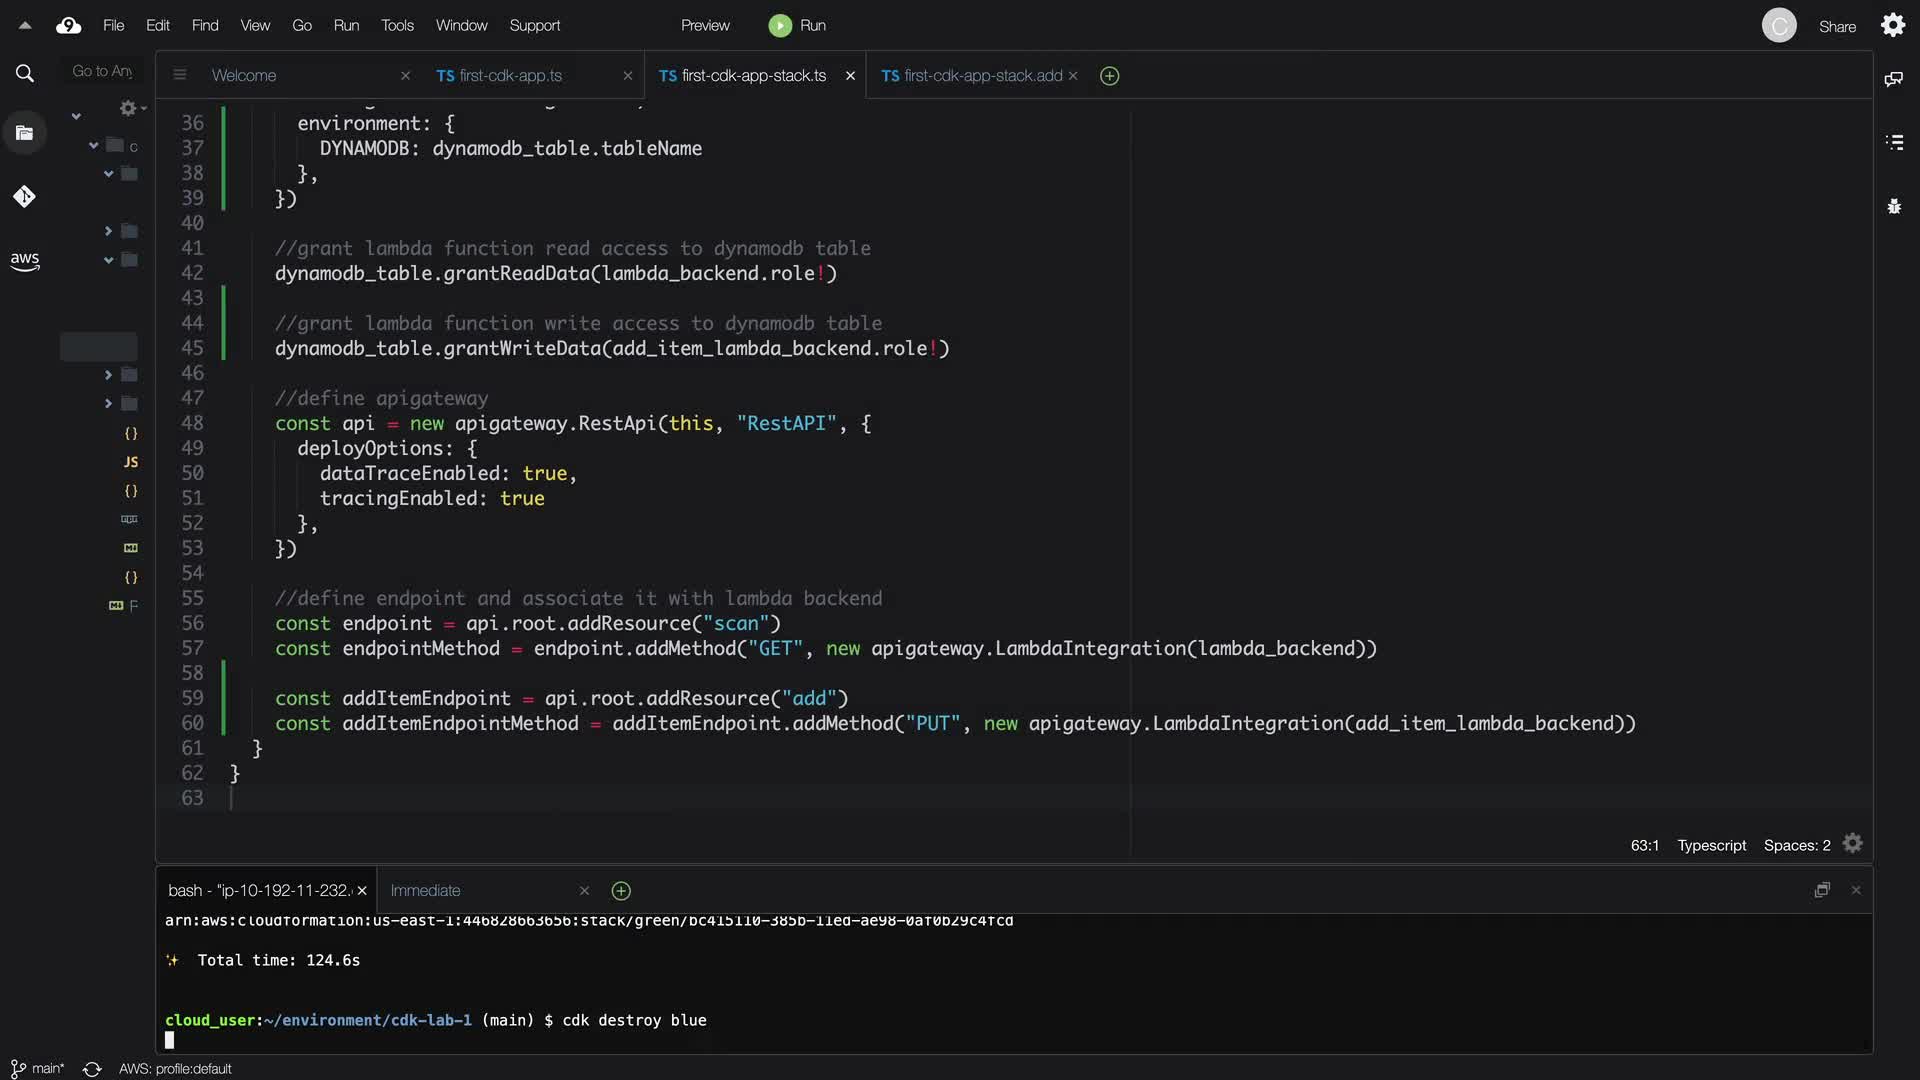 File Edit Find View Go Run Tools Window Support Preview Run C Share
Go to Any
Welcome
TS first-cdk-app.ts
TS first-cdk-app-stack.ts
TS first-cdk-app-stack.add
aws
c
JS
F
36 environment: {
37 DYNAMODB: dynamodb_table.tableName
38 },
39 })
40
41 //grant lambda function read access to dynamodb table
42 dynamodb_table.grantReadData(lambda_backend.role!)
43
44 //grant lambda function write access to dynamodb table
45 dynamodb_table.grantWriteData(add_item_lambda_backend.role!)
46
47 //define apigateway
48 const api = new apigateway.RestApi(this, "RestAPI", {
49 deployOptions: {
50 dataTraceEnabled: true,
51 tracingEnabled: true
52 },
53 })
54
55 //define endpoint and associate it with lambda backend
56 const endpoint = api.root.addResource("scan")
57 const endpointMethod = endpoint.addMethod("GET", new apigateway.LambdaIntegration(lambda_backend))
58
59 const addItemEndpoint = api.root.addResource("add")
60 const addItemEndpointMethod = addItemEndpoint.addMethod("PUT", new apigateway.LambdaIntegration(add_item_lambda_backend))
61 }
62 }
63
63:1 Typescript Spaces: 2
bash - "ip-10-192-11-232.
Immediate
arn:aws:cloudformation:us-east-1:446828663656:stack/green/bc415110-385b-11ed-ae98-0af0b29c4fcd
✨ Total time: 124.6s
cloud_user:~/environment/cdk-lab-1 (main) $ cdk destroy blue
main* AWS: profile:default